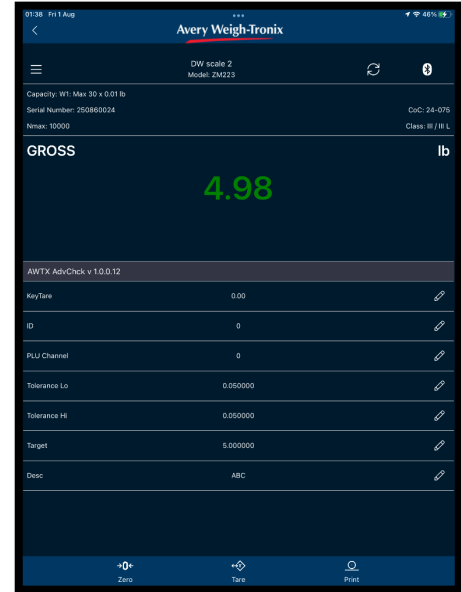 01:38 Fri 1 Aug
46%
Avery Weigh-Tronix
DW scale 2
Model: ZM223
Capacity: W1: Max 30 x 0.01 lb
Serial Number: 250860024 CoC: 24-075
Nmax: 10000 Class: III / III L
GROSS lb
4.98
AWTX AdvChck v 1.0.0.12
KeyTare 0.00
ID 0
PLU Channel 0
Tolerance Lo 0.050000
Tolerance Hi 0.050000
Target 5.000000
Desc ABC
→0← T
Zero Tare Print